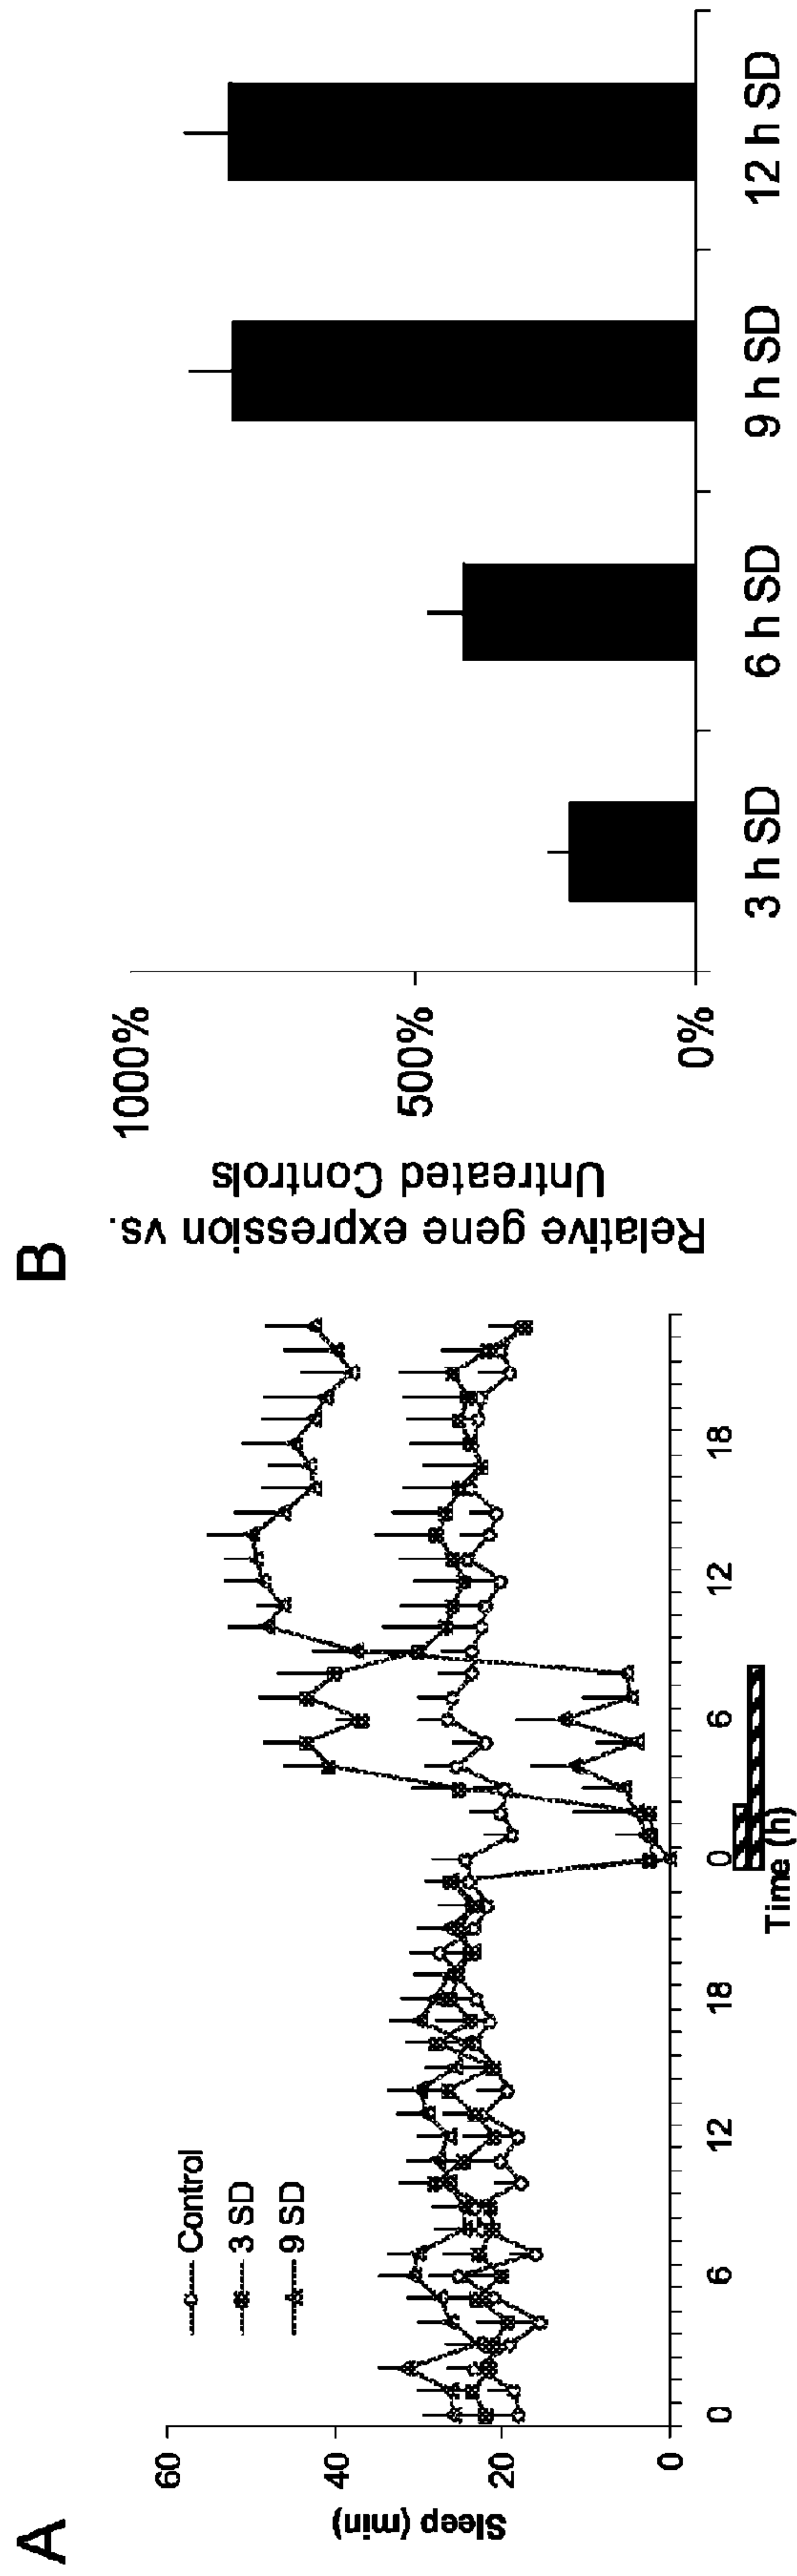 A
Sleep (min)
60
40
20
0
Control
3 SD
9 SD
0
6
12
18
0
6
12
18
Time (h)
B
Relative gene expression vs.
Untreated Controls
1000%
500%
0%
3 h SD
6 h SD
9 h SD
12 h SD